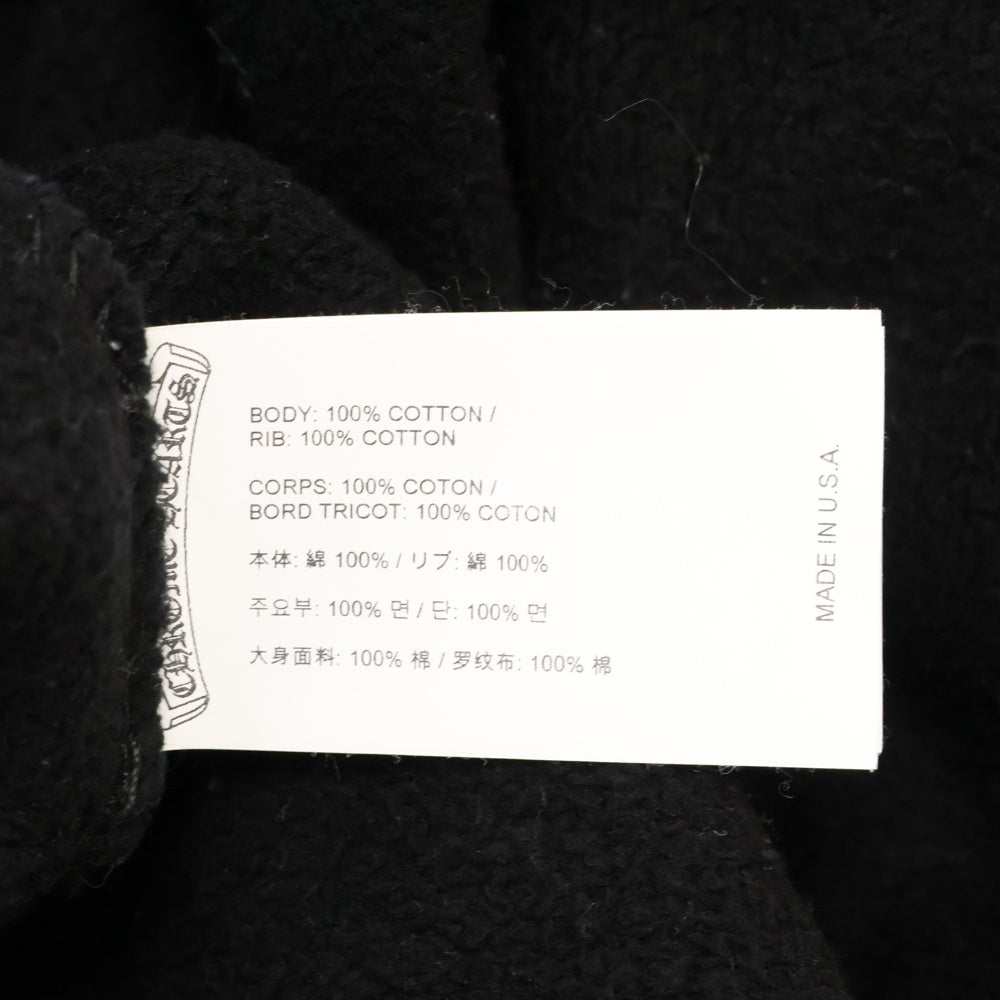 CHROME HEARTS
BODY: 100% COTTON /
RIB: 100% COTTON
CORPS: 100% COTON /
BORD TRICOT: 100% COTON
本体: 綿 100% / リブ: 綿 100%
주요부: 100% 면 / 단: 100% 면
大身面料: 100% 棉 / 罗纹布: 100% 棉
MADE IN U.S.A.